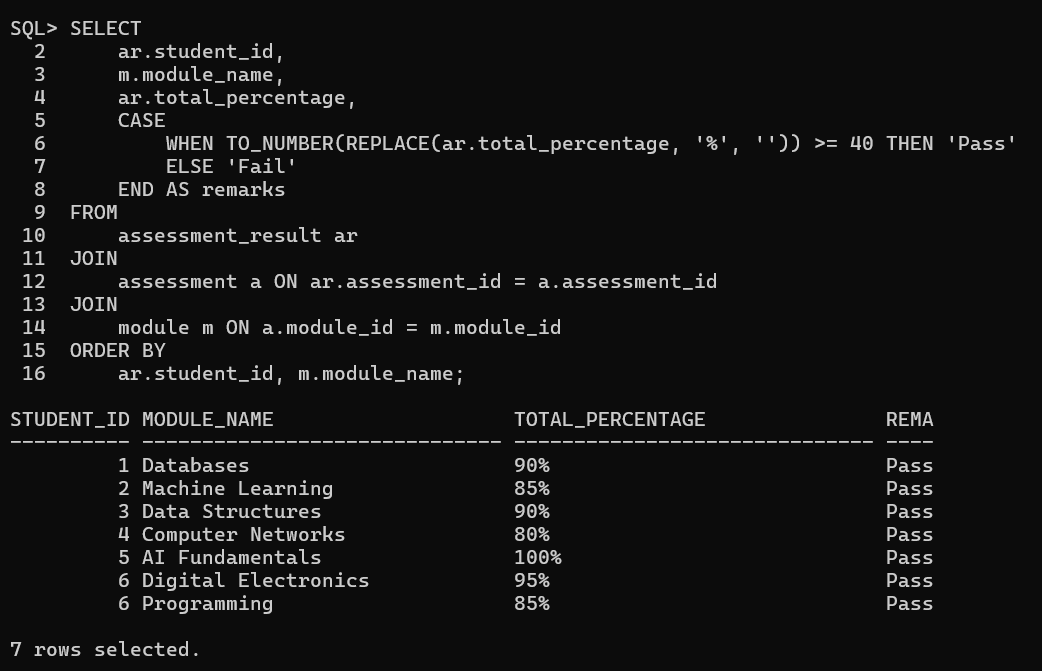 SQL> SELECT
  2      ar.student_id,
  3      m.module_name,
  4      ar.total_percentage,
  5      CASE
  6          WHEN TO_NUMBER(REPLACE(ar.total_percentage, '%', '')) >= 40 THEN 'Pass'
  7          ELSE 'Fail'
  8      END AS remarks
  9  FROM
 10      assessment_result ar
 11  JOIN
 12      assessment a ON ar.assessment_id = a.assessment_id
 13  JOIN
 14      module m ON a.module_id = m.module_id
 15  ORDER BY
 16      ar.student_id, m.module_name;
STUDENT_ID MODULE_NAME                    TOTAL_PERCENTAGE               REMA
---------- ------------------------------ ------------------------------ ----
         1 Databases                      90%                            Pass
         2 Machine Learning               85%                            Pass
         3 Data Structures                90%                            Pass
         4 Computer Networks              80%                            Pass
         5 AI Fundamentals                100%                           Pass
         6 Digital Electronics            95%                            Pass
         6 Programming                    85%                            Pass
7 rows selected.